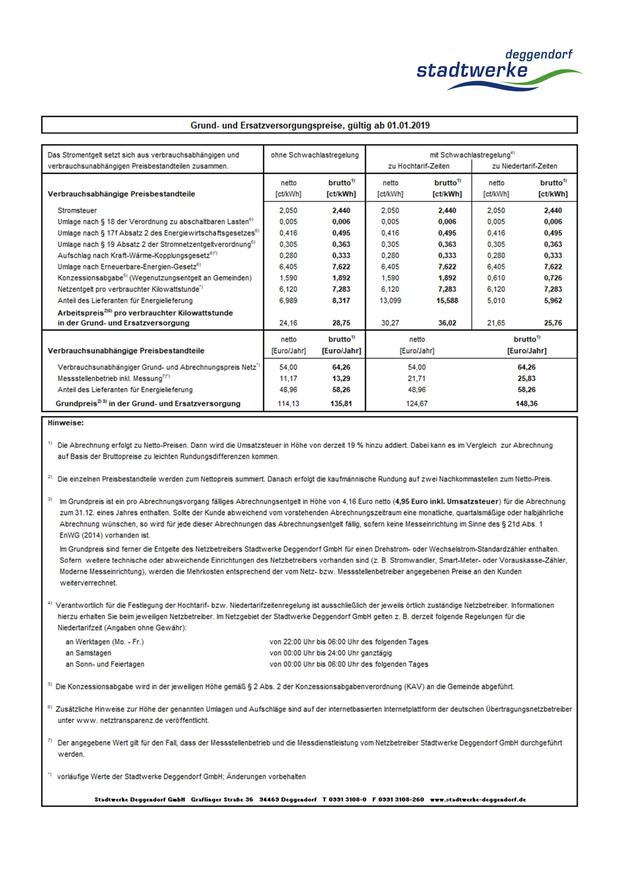 deggendorf
stadtwerke
Grund- und Ersatzversorgungspreise, gültig ab 01.01.2019
Das Stromentgelt setzt sich aus verbrauchsabhängigen und verbrauchsunabhängigen Preisbestandteilen zusammen.
ohne Schwachlastregelung
mit Schwachlastregelung⁴⁾
zu Hochtarif-Zeiten zu Niedertarif-Zeiten
netto brutto¹⁾ netto brutto¹⁾ netto brutto¹⁾
Verbrauchsabhängige Preisbestandteile [ct/kWh] [ct/kWh] [ct/kWh] [ct/kWh] [ct/kWh] [ct/kWh]
Stromsteuer 2,050 2,440 2,050 2,440 2,050 2,440
Umlage nach § 18 der Verordnung zu abschaltbaren Lasten⁶⁾ 0,005 0,006 0,005 0,006 0,005 0,006
Umlage nach § 17f Absatz 2 des Energiewirtschaftsgesetzes⁶⁾ 0,416 0,495 0,416 0,495 0,416 0,495
Umlage nach § 19 Absatz 2 der Stromnetzentgeltverordnung⁶⁾ 0,305 0,363 0,305 0,363 0,305 0,363
Aufschlag nach Kraft-Wärme-Kopplungsgesetz⁶⁾*⁾ 0,280 0,333 0,280 0,333 0,280 0,333
Umlage nach Erneuerbare-Energien-Gesetz⁶⁾ 6,405 7,622 6,405 7,622 6,405 7,622
Konzessionsabgabe⁵⁾ (Wegenutzungsentgelt an Gemeinden) 1,590 1,892 1,590 1,892 0,610 0,726
Netzentgelt pro verbrauchter Kilowattstunde*⁾ 6,120 7,283 6,120 7,283 6,120 7,283
Anteil des Lieferanten für Energielieferung 6,989 8,317 13,099 15,588 5,010 5,962
Arbeitspreis²⁾³⁾ pro verbrauchter Kilowattstunde
in der Grund- und Ersatzversorgung 24,16 28,75 30,27 36,02 21,65 25,76
netto brutto¹⁾ netto brutto¹⁾
Verbrauchsunabhängige Preisbestandteile [Euro/Jahr] [Euro/Jahr] [Euro/Jahr] [Euro/Jahr]
Verbrauchsunabhängiger Grund- und Abrechnungspreis Netz*⁾ 54,00 64,26 54,00 64,26
Messstellenbetrieb inkl. Messung⁷⁾*⁾ 11,17 13,29 21,71 25,83
Anteil des Lieferanten für Energielieferung 48,96 58,26 48,96 58,26
Grundpreis²⁾ ³⁾ in der Grund- und Ersatzversorgung 114,13 135,81 124,67 148,36
Hinweise:
¹⁾ Die Abrechnung erfolgt zu Netto-Preisen. Dann wird die Umsatzsteuer in Höhe von derzeit 19 % hinzu addiert. Dabei kann es im Vergleich zur Abrechnung
auf Basis der Bruttopreise zu leichten Rundungsdifferenzen kommen.
²⁾ Die einzelnen Preisbestandteile werden zum Nettopreis summiert. Danach erfolgt die kaufmännische Rundung auf zwei Nachkommastellen zum Netto-Preis.
³⁾ Im Grundpreis ist ein pro Abrechnungsvorgang fälliges Abrechnungsentgelt in Höhe von 4,16 Euro netto (4,95 Euro inkl. Umsatzsteuer) für die Abrechnung
zum 31.12. eines Jahres enthalten. Sollte der Kunde abweichend vom vorstehenden Abrechnungszeitraum eine monatliche, quartalsmäßige oder halbjährliche
Abrechnung wünschen, so wird für jede dieser Abrechnungen das Abrechnungsentgelt fällig, sofern keine Messeinrichtung im Sinne des § 21d Abs. 1
EnWG (2014) vorhanden ist.
Im Grundpreis sind ferner die Entgelte des Netzbetreibers Stadtwerke Deggendorf GmbH für einen Drehstrom- oder Wechselstrom-Standardzähler enthalten.
Sofern weitere technische oder abweichende Einrichtungen des Netzbetreibers vorhanden sind (z. B. Stromwandler, Smart-Meter- oder Vorauskasse-Zähler,
Moderne Messeinrichtung), werden die Mehrkosten entsprechend der vom Netz- bzw. Messstellenbetreiber angegebenen Preise an den Kunden
weiterverrechnet.
⁴⁾ Verantwortlich für die Festlegung der Hochtarif- bzw. Niedertarifzeitenregelung ist ausschließlich der jeweils örtlich zuständige Netzbetreiber. Informationen
hierzu erhalten Sie beim jeweiligen Netzbetreiber. Im Netzgebiet der Stadtwerke Deggendorf GmbH gelten z. B. derzeit folgende Regelungen für die
Niedertarifzeit (Angaben ohne Gewähr):
an Werktagen (Mo. - Fr.) von 22:00 Uhr bis 06:00 Uhr des folgenden Tages
an Samstagen von 00:00 Uhr bis 24:00 Uhr ganztägig
an Sonn- und Feiertagen von 00:00 Uhr bis 06:00 Uhr des folgenden Tages
⁵⁾ Die Konzessionsabgabe wird in der jeweiligen Höhe gemäß § 2 Abs. 2 der Konzessionsabgabenverordnung (KAV) an die Gemeinde abgeführt.
⁶⁾ Zusätzliche Hinweise zur Höhe der genannten Umlagen und Aufschläge sind auf der internetbasierten Internetplattform der deutschen Übertragungsnetzbetreiber
unter www. netztransparenz.de veröffentlicht.
⁷⁾ Der angegebene Wert gilt für den Fall, dass der Messstellenbetrieb und die Messdienstleistung vom Netzbetreiber Stadtwerke Deggendorf GmbH durchgeführt
werden.
*⁾ vorläufige Werte der Stadtwerke Deggendorf GmbH; Änderungen vorbehalten
Stadtwerke Deggendorf GmbH Graflinger Straße 36 94469 Deggendorf T 0991 3108-0 F 0991 3108-260 www.stadtwerke-deggendorf.de